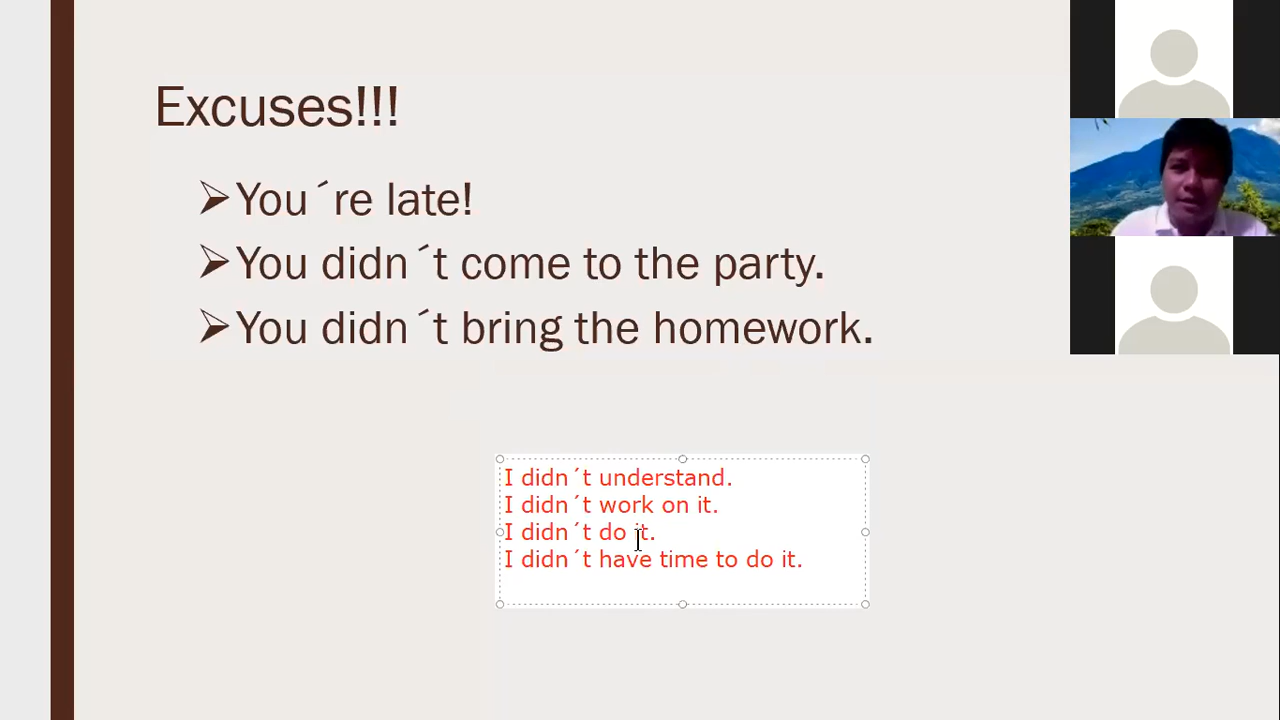 Excuses!!!
You´re late!
You didn´t come to the party.
You didn´t bring the homework.
I didn´t understand.
I didn´t work on it.
I didn´t do it.
I didn´t have time to do it.